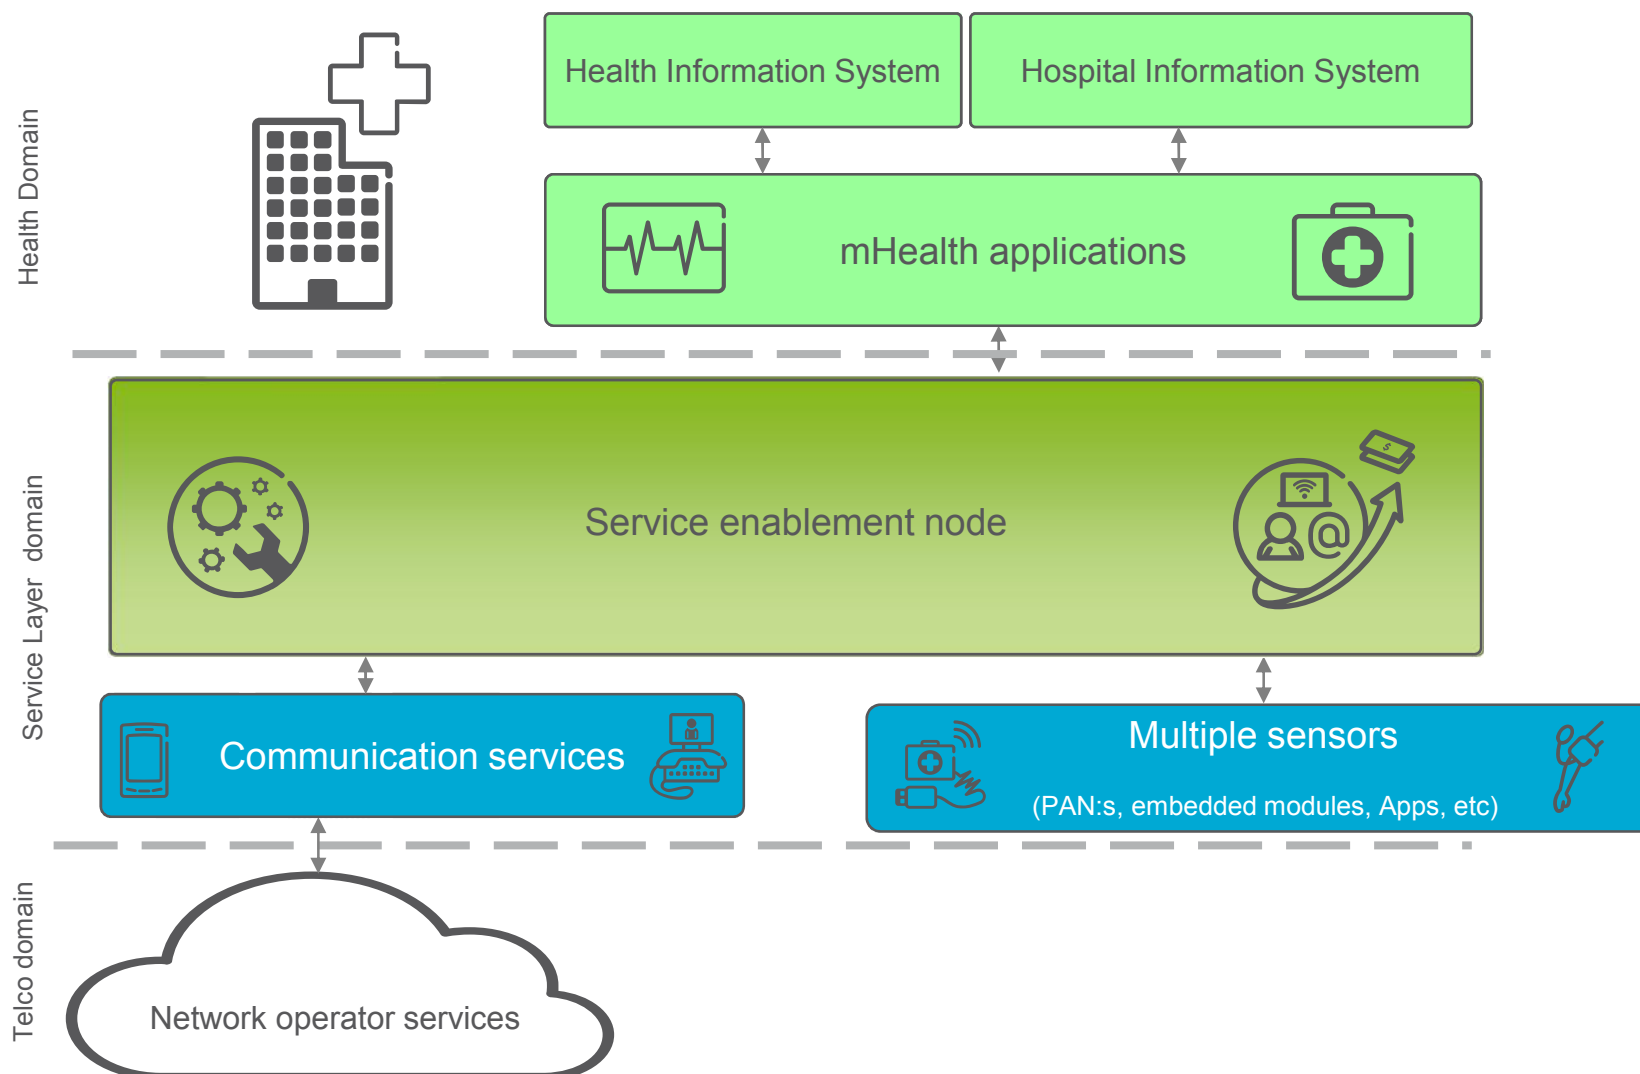 Health Domain
Health Information System
Hospital Information System
mHealth applications
Service Layer domain
Service enablement node
$
@
Communication services
Multiple sensors
(PAN:s, embedded modules, Apps, etc)
Telco domain
Network operator services